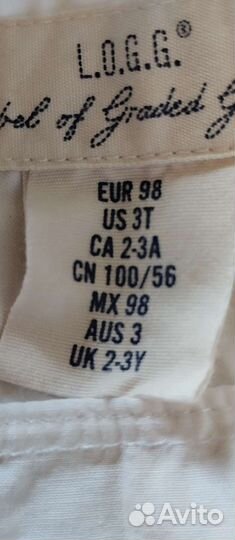 L.O.G.G.®
of Graded
EUR 98
US 3T
CA 2-3A
CN 100/56
MX 98
AUS 3
UK 2-3Y
Avito